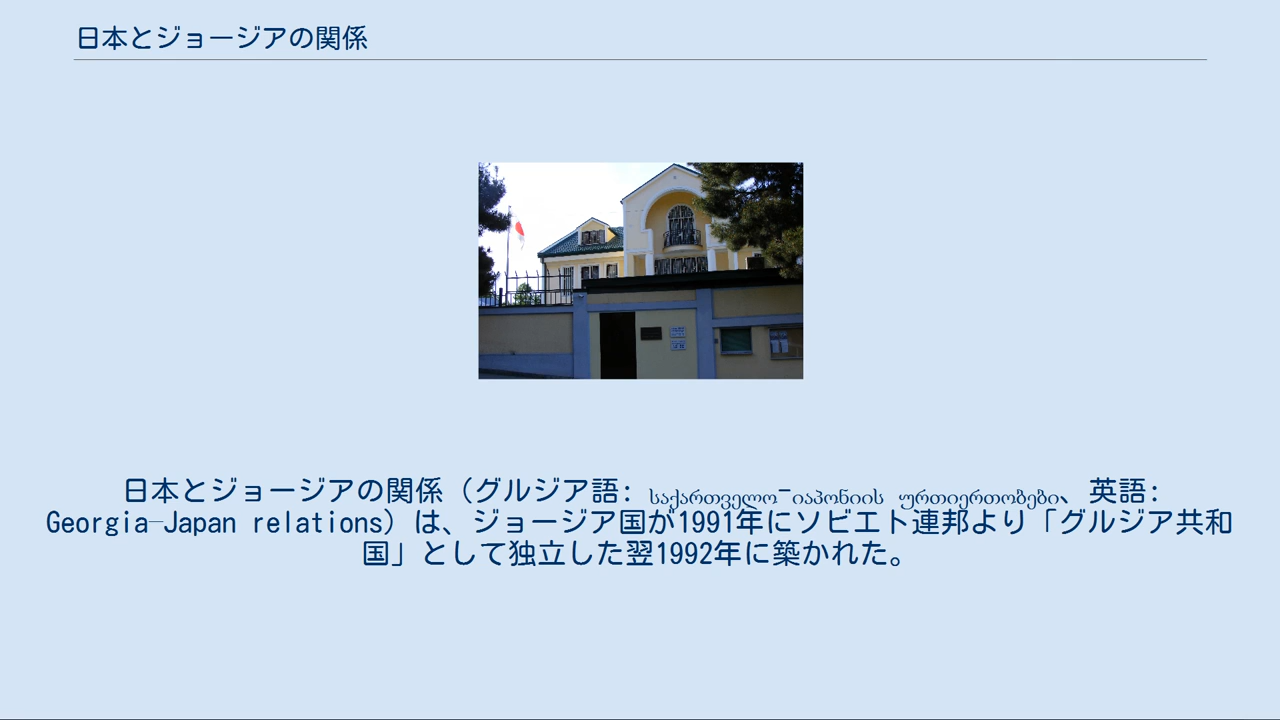 日本とジョージアの関係
日本とジョージアの関係（グルジア語: საქართველო-იაპონიის ურთიერთობები、英語:
Georgia–Japan relations）は、ジョージア国が1991年にソビエト連邦より「グルジア共和
国」として独立した翌1992年に築かれた。